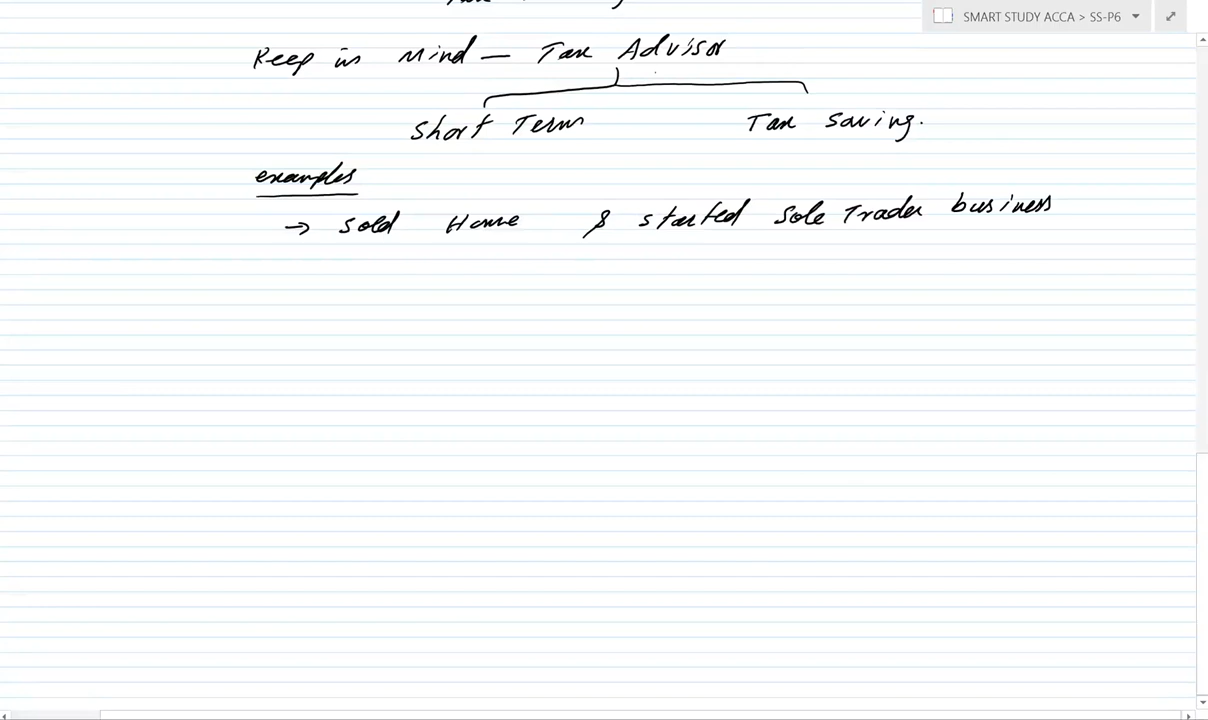 SMART STUDY ACCA > SS-P6
Keep in Mind — Tax Advisor
Short Term Tax Saving.
examples
→ Sold Home & started Sole Trader business